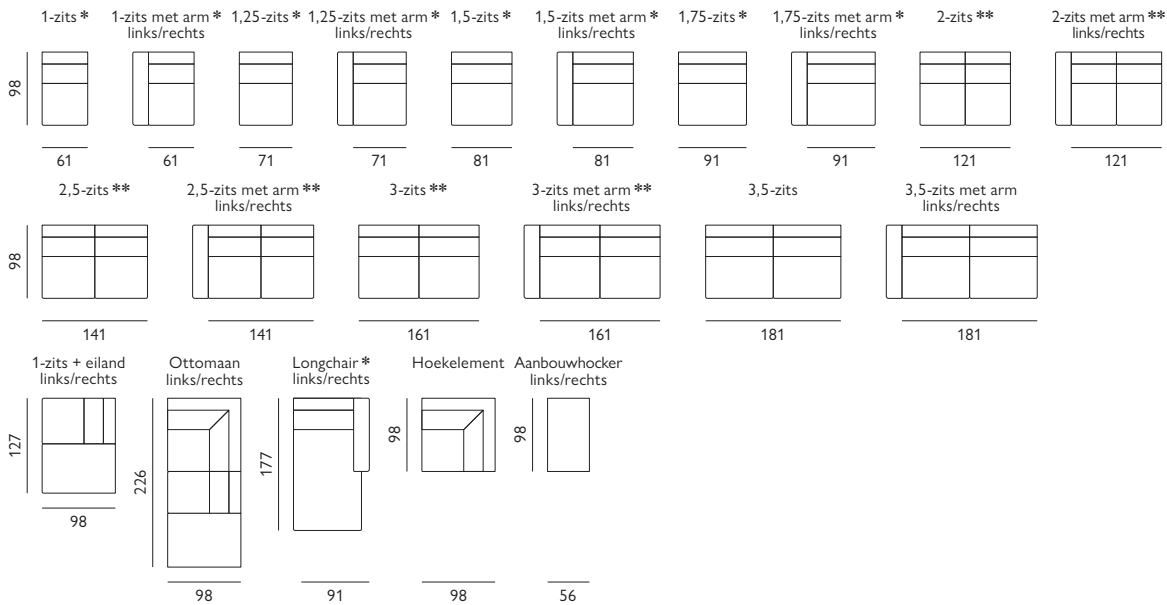 1-zits *
1-zits met arm *
links/rechts
1,25-zits *
1,25-zits met arm *
links/rechts
1,5-zits *
1,5-zits met arm *
links/rechts
1,75-zits *
1,75-zits met arm *
links/rechts
2-zits **
2-zits met arm **
links/rechts
98
61
61
71
71
81
81
91
91
121
121
2,5-zits **
2,5-zits met arm **
links/rechts
3-zits **
3-zits met arm **
links/rechts
3,5-zits
3,5-zits met arm
links/rechts
98
141
141
161
161
181
181
1-zits + eiland
links/rechts
Ottomaan
links/rechts
Longchair *
links/rechts
Hoekelement
Aanbouwhocker
links/rechts
127
226
177
98
98
98
98
91
98
56